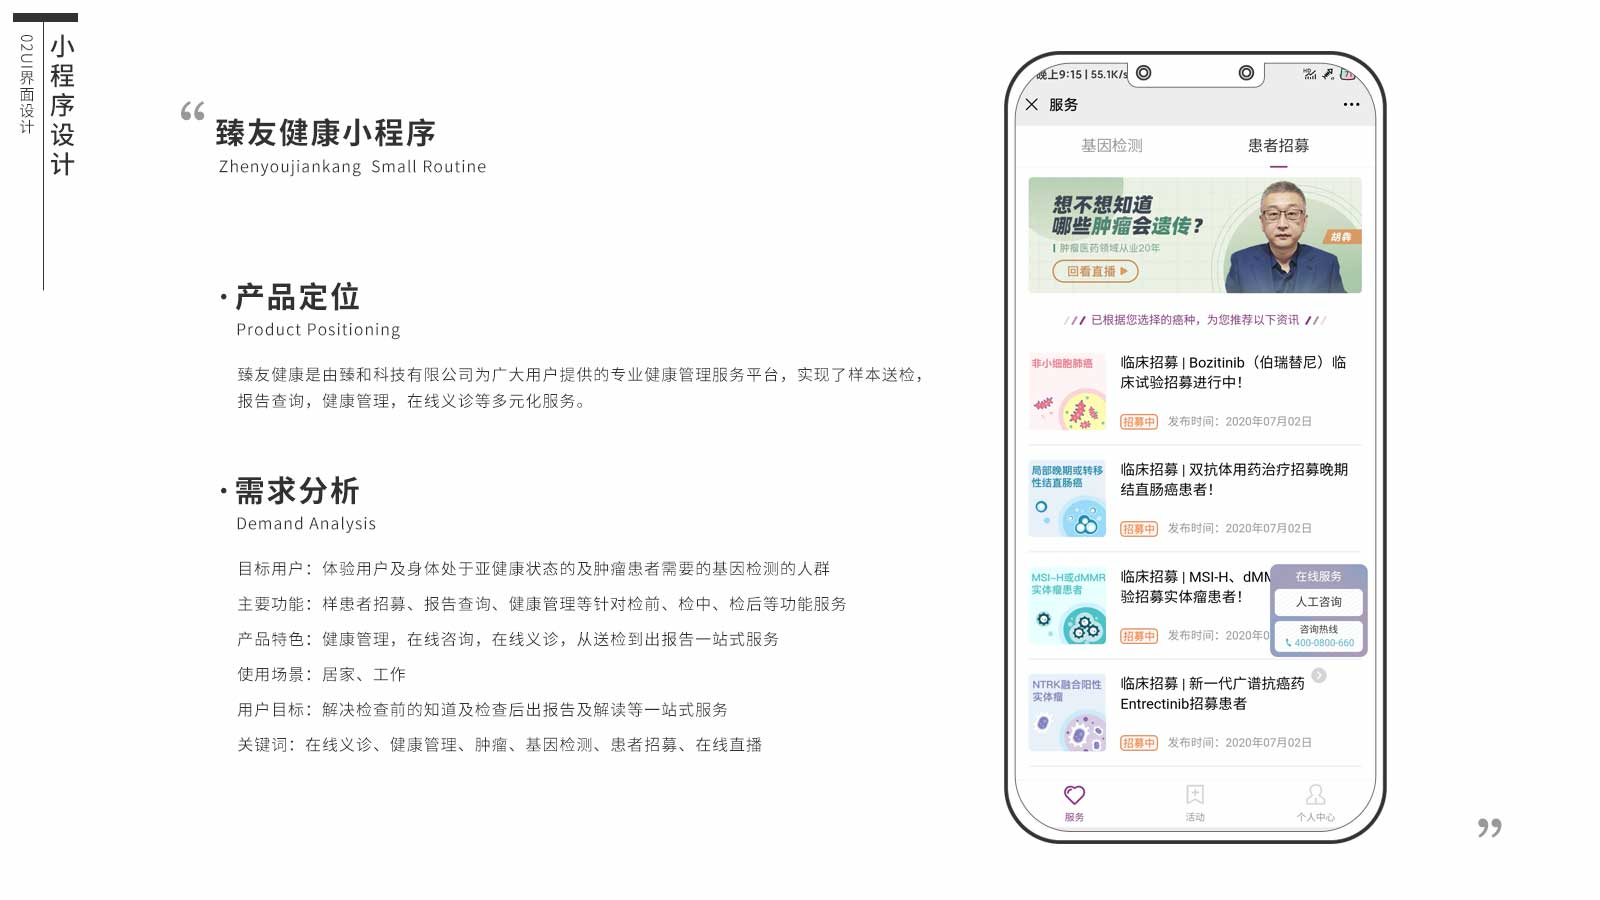 小程序设计
02UI界面设计
“
臻友健康小程序
Zhenyoujiankang Small Routine
·产品定位
Product Positioning
臻友健康是由臻和科技有限公司为广大用户提供的专业健康管理服务平台，实现了样本送检，
报告查询，健康管理，在线义诊等多元化服务。
·需求分析
Demand Analysis
目标用户：体验用户及身体处于亚健康状态的及肿瘤患者需要的基因检测的人群
主要功能：样患者招募、报告查询、健康管理等针对检前、检中、检后等功能服务
产品特色：健康管理，在线咨询，在线义诊，从送检到出报告一站式服务
使用场景：居家、工作
用户目标：解决检查前的知道及检查后出报告及解读等一站式服务
关键词：在线义诊、健康管理、肿瘤、基因检测、患者招募、在线直播
晚上9:15 | 55.1K/s
服务
基因检测 患者招募
想不想知道
哪些肿瘤会遗传?
肿瘤医药领域从业20年
回看直播
胡犇
已根据您选择的癌种，为您推荐以下资讯
非小细胞肺癌
临床招募 | Bozitinib（伯瑞替尼）临
床试验招募进行中!
招募中 发布时间：2020年07月02日
局部晚期或转移
性结直肠癌
临床招募 | 双抗体用药治疗招募晚期
结直肠癌患者!
招募中 发布时间：2020年07月02日
MSI-H或dMMR
实体瘤患者
临床招募 | MSI-H、dMM
验招募实体瘤患者!
招募中 发布时间：2020年0
在线服务
人工咨询
咨询热线
400-0800-660
NTRK融合阳性
实体瘤
临床招募 | 新一代广谱抗癌药
Entrectinib招募患者
招募中 发布时间：2020年07月02日
服务 活动 个人中心
”